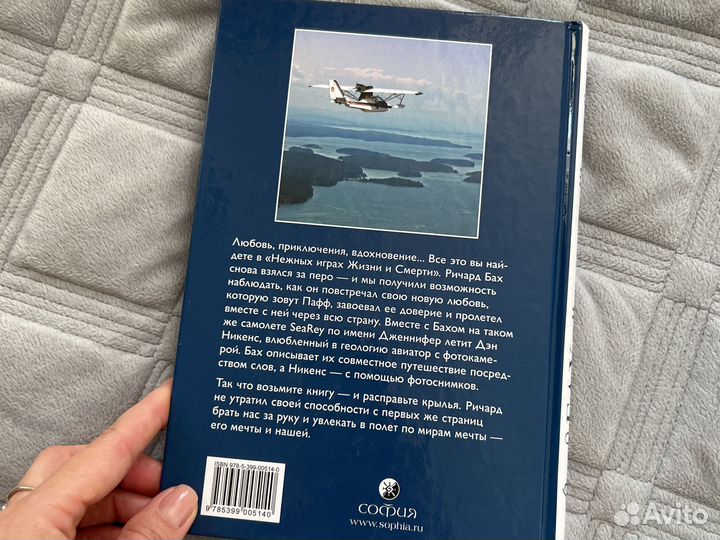 Любовь, приключения, вдохновение... Все это вы най-
дете в «Нежных играх Жизни и Смерти». Ричард Бах
снова взялся за перо — и мы получили возможность
наблюдать, как он повстречал свою новую любовь,
которую зовут Пафф, завоевал ее доверие и пролетел
вместе с ней через всю страну. Вместе с Бахом на таком
же самолете SeaRey по имени Дженнифер летит Дэн
Никенс, влюбленный в геологию авиатор с фотокаме-
рой. Бах описывает их совместное путешествие посред-
ством слов, а Никенс — с помощью фотоснимков.
Так что возьмите книгу — и расправьте крылья. Ричард
не утратил своей способности с первых же страниц
брать нас за руку и увлекать в полет по мирам мечты —
его мечты и нашей.
ISBN 978-5-399-00514-0
9 785399 005140
СОФИЯ
www.sophia.ru
Avito